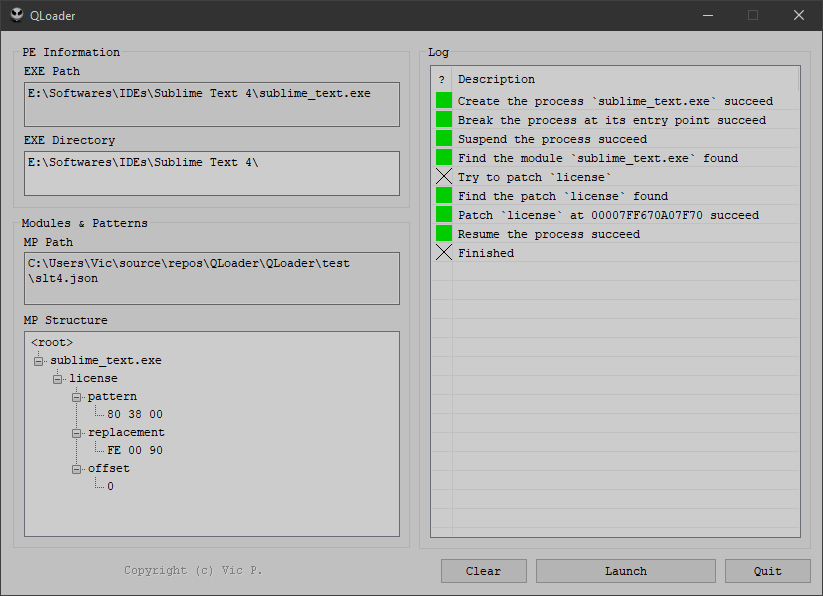 QLoader
PE Information
EXE Path
E:\Softwares\IDEs\Sublime Text 4\sublime_text.exe
EXE Directory
E:\Softwares\IDEs\Sublime Text 4\
Modules & Patterns
MP Path
C:\Users\Vic\source\repos\QLoader\QLoader\test
\slt4.json
MP Structure
<root>
sublime_text.exe
license
pattern
80 38 00
replacement
FE 00 90
offset
0
Copyright (c) Vic P.
Log
? Description
Create the process `sublime_text.exe` succeed
Break the process at its entry point succeed
Suspend the process succeed
Find the module `sublime_text.exe` found
Try to patch `license`
Find the patch `license` found
Patch `license` at 00007FF670A07F70 succeed
Resume the process succeed
Finished
Clear
Launch
Quit